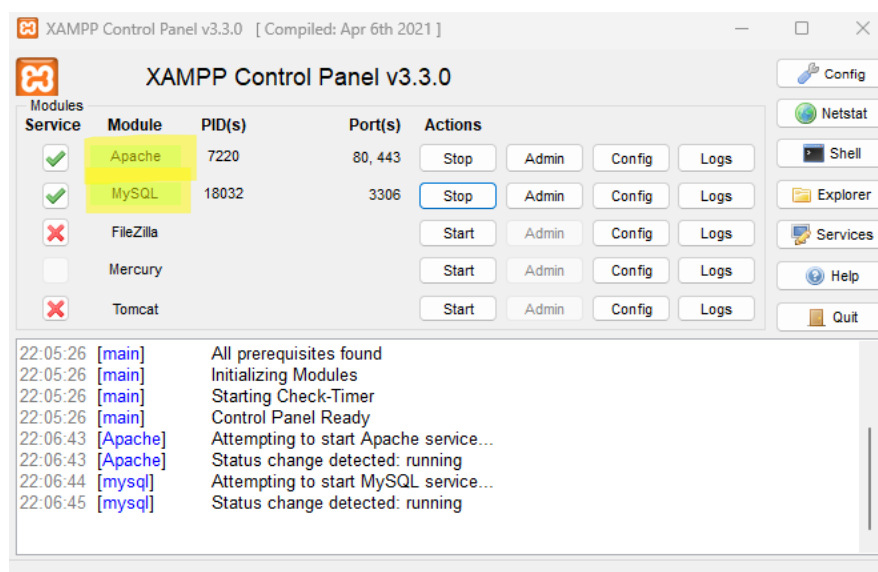 XAMPP Control Panel v3.3.0 [ Compiled: Apr 6th 2021 ]
XAMPP Control Panel v3.3.0
Config
Modules
Netstat
Service Module PID(s) Port(s) Actions
Apache 7220 80, 443 Stop Admin Config Logs
Shell
MySQL 18032 3306 Stop Admin Config Logs
Explorer
FileZilla Start Admin Config Logs
Services
Mercury Start Admin Config Logs
Help
Tomcat Start Admin Config Logs
Quit
22:05:26 [main] All prerequisites found
22:05:26 [main] Initializing Modules
22:05:26 [main] Starting Check-Timer
22:05:26 [main] Control Panel Ready
22:06:43 [Apache] Attempting to start Apache service...
22:06:43 [Apache] Status change detected: running
22:06:44 [mysql] Attempting to start MySQL service...
22:06:45 [mysql] Status change detected: running